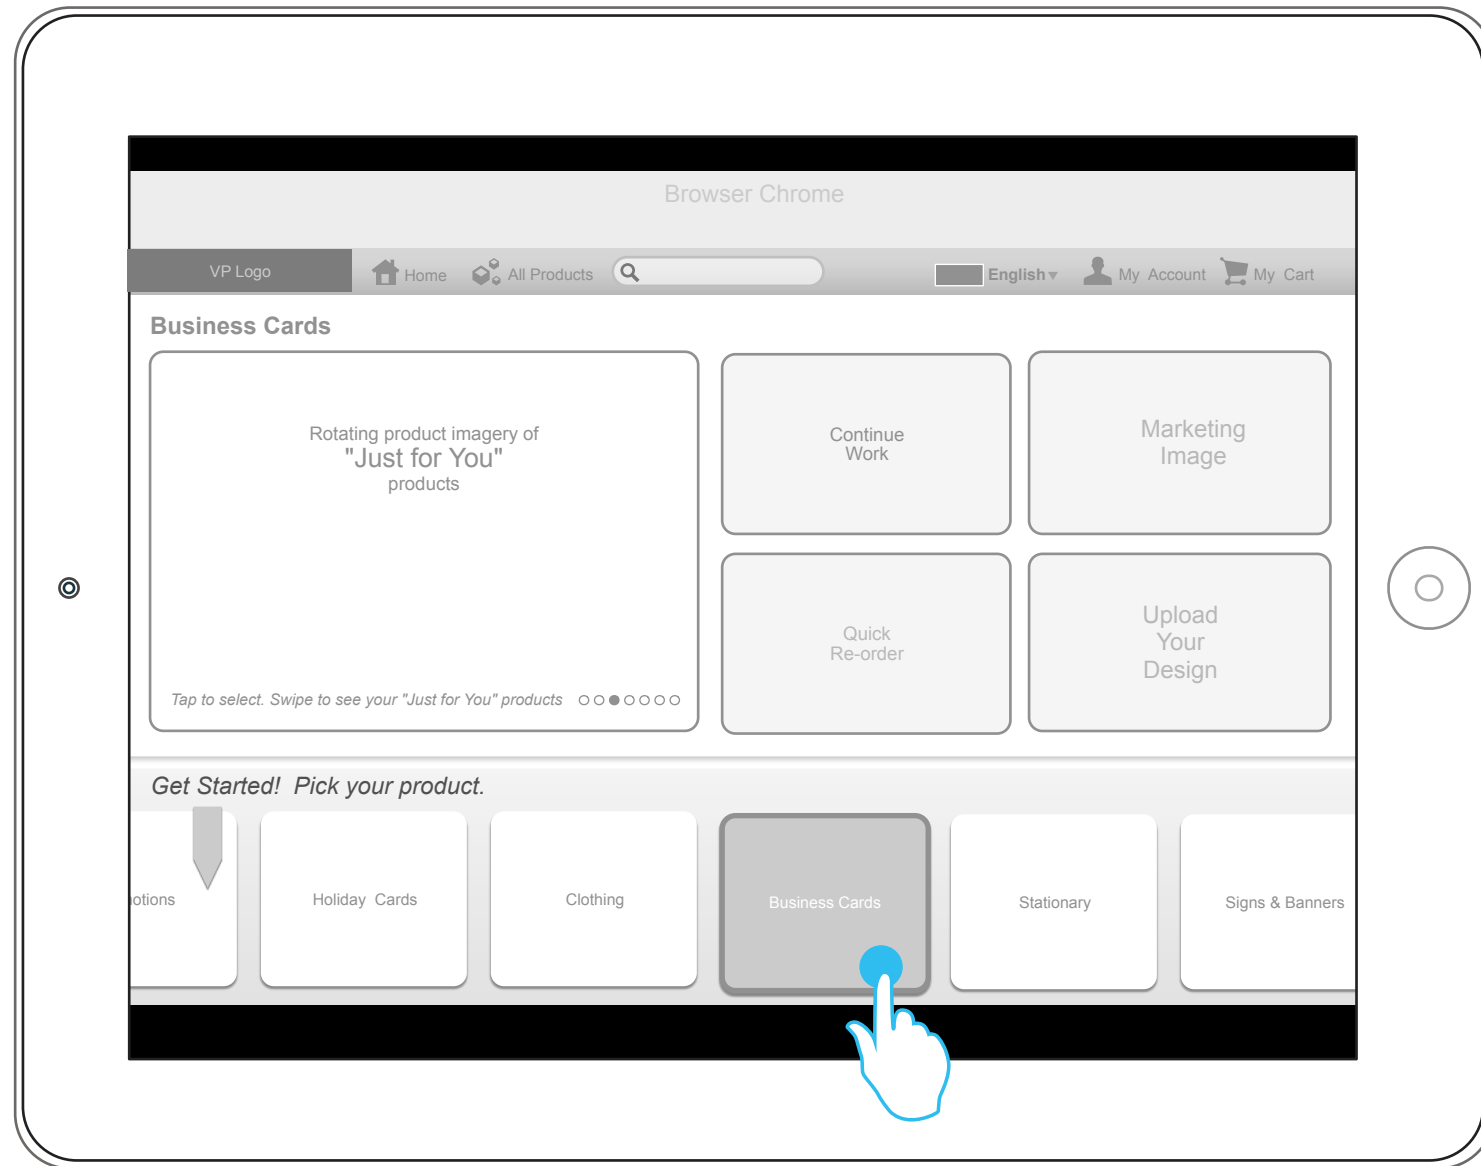 Browser Chrome
VP Logo
Home
All Products
English
My Account
My Cart
Business Cards
Rotating product imagery of
"Just for You"
products
Tap to select. Swipe to see your "Just for You" products
Continue
Work
Marketing
Image
Quick
Re-order
Upload
Your
Design
Get Started! Pick your product.
otions
Holiday Cards
Clothing
Business Cards
Stationary
Signs & Banners